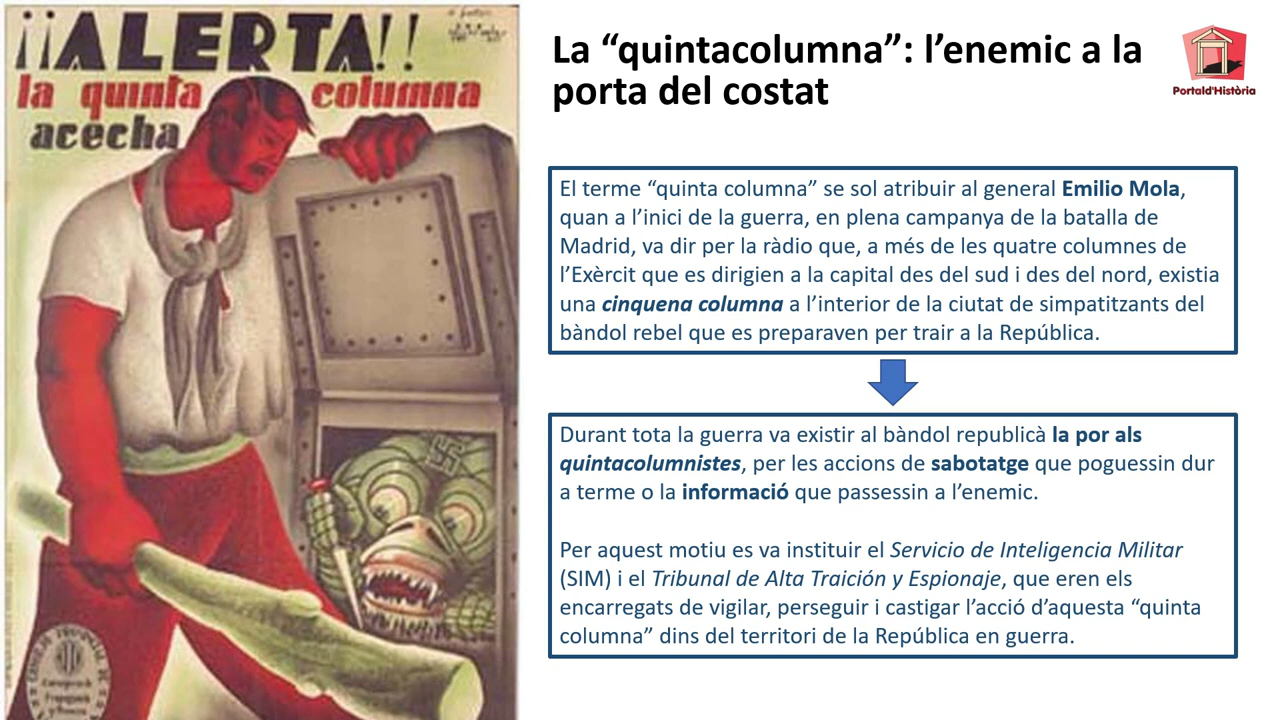 ¡¡ALERTA!!
la quinta columna
acecha
La “quintacolumna”: l’enemic a la
porta del costat
Portald'Història
El terme “quinta columna” se sol atribuir al general Emilio Mola,
quan a l’inici de la guerra, en plena campanya de la batalla de
Madrid, va dir per la ràdio que, a més de les quatre columnes de
l’Exèrcit que es dirigien a la capital des del sud i des del nord, existia
una cinquena columna a l’interior de la ciutat de simpatitzants del
bàndol rebel que es preparaven per trair a la República.
Durant tota la guerra va existir al bàndol republicà la por als
quintacolumnistes, per les accions de sabotatge que poguessin dur
a terme o la informació que passessin a l’enemic.
Per aquest motiu es va instituir el Servicio de Inteligencia Militar
(SIM) i el Tribunal de Alta Traición y Espionaje, que eren els
encarregats de vigilar, perseguir i castigar l’acció d’aquesta “quinta
columna” dins del territori de la República en guerra.